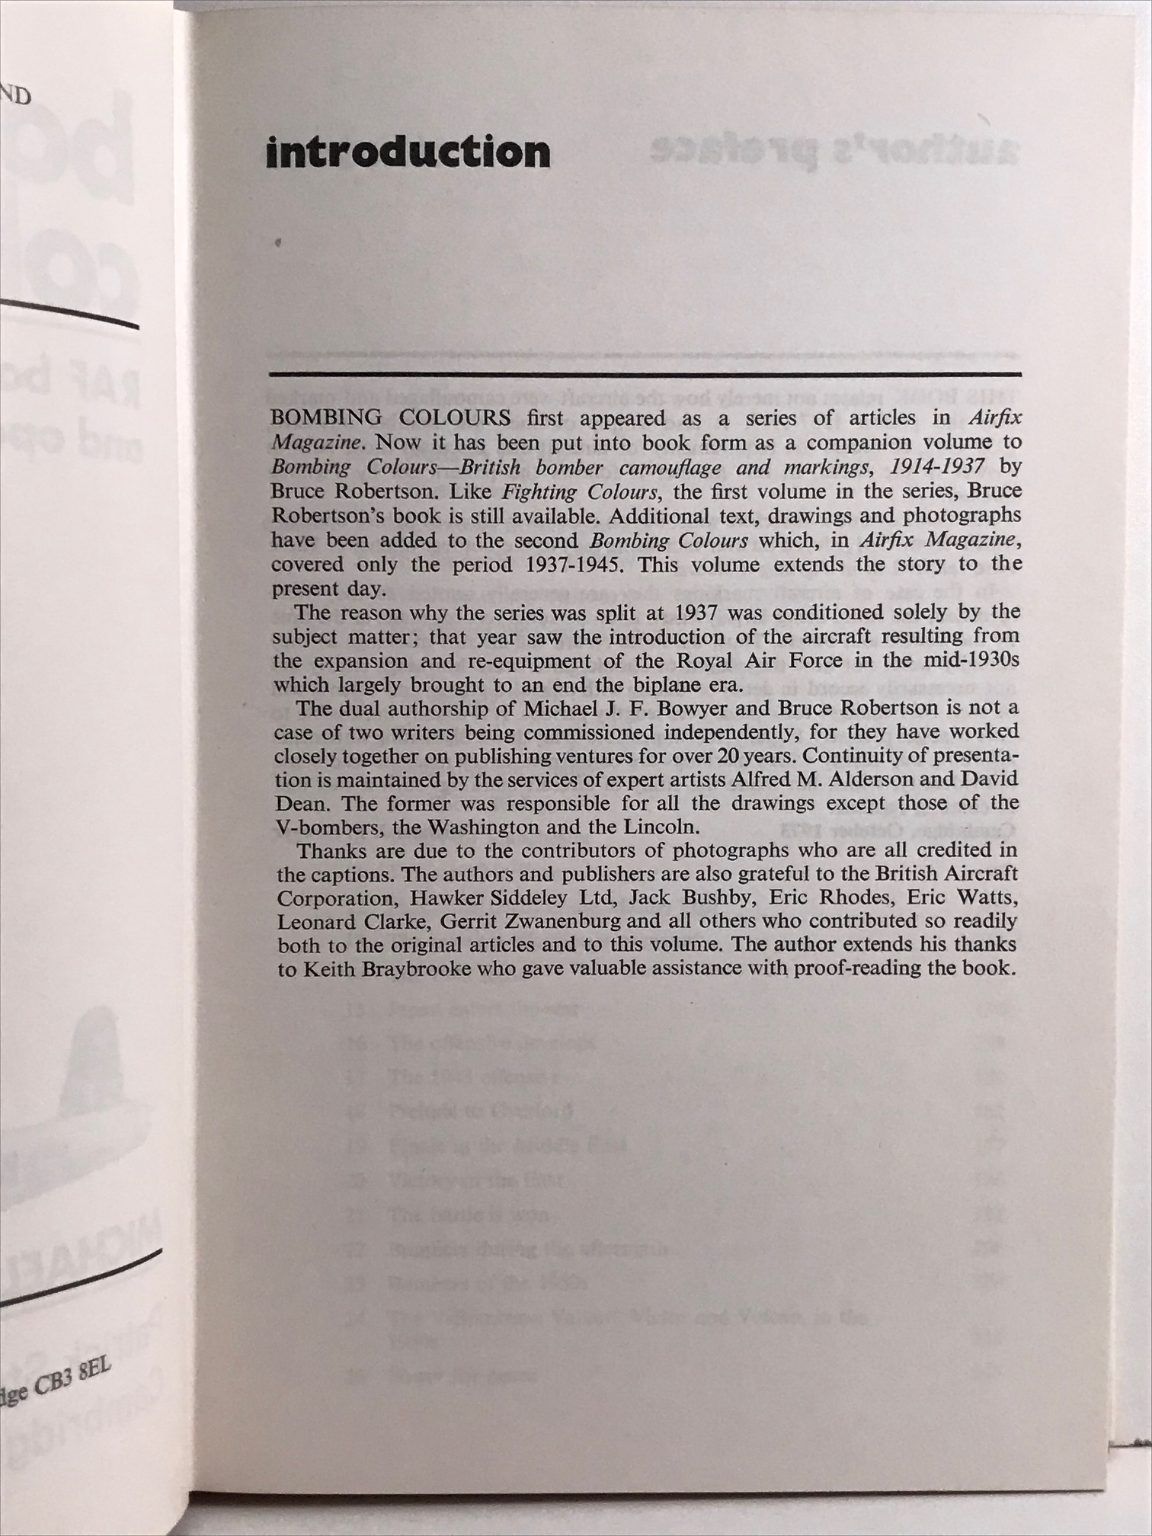 ND
dge CB3 8EL
introduction
BOMBING COLOURS first appeared as a series of articles in Airfix
Magazine. Now it has been put into book form as a companion volume to
Bombing Colours—British bomber camouflage and markings, 1914-1937 by
Bruce Robertson. Like Fighting Colours, the first volume in the series, Bruce
Robertson's book is still available. Additional text, drawings and photographs
have been added to the second Bombing Colours which, in Airfix Magazine,
covered only the period 1937-1945. This volume extends the story to the
present day.
The reason why the series was split at 1937 was conditioned solely by the
subject matter; that year saw the introduction of the aircraft resulting from
the expansion and re-equipment of the Royal Air Force in the mid-1930s
which largely brought to an end the biplane era.
The dual authorship of Michael J. F. Bowyer and Bruce Robertson is not a
case of two writers being commissioned independently, for they have worked
closely together on publishing ventures for over 20 years. Continuity of presenta-
tion is maintained by the services of expert artists Alfred M. Alderson and David
Dean. The former was responsible for all the drawings except those of the
V-bombers, the Washington and the Lincoln.
Thanks are due to the contributors of photographs who are all credited in
the captions. The authors and publishers are also grateful to the British Aircraft
Corporation, Hawker Siddeley Ltd, Jack Bushby, Eric Rhodes, Eric Watts,
Leonard Clarke, Gerrit Zwanenburg and all others who contributed so readily
both to the original articles and to this volume. The author extends his thanks
to Keith Braybrooke who gave valuable assistance with proof-reading the book.